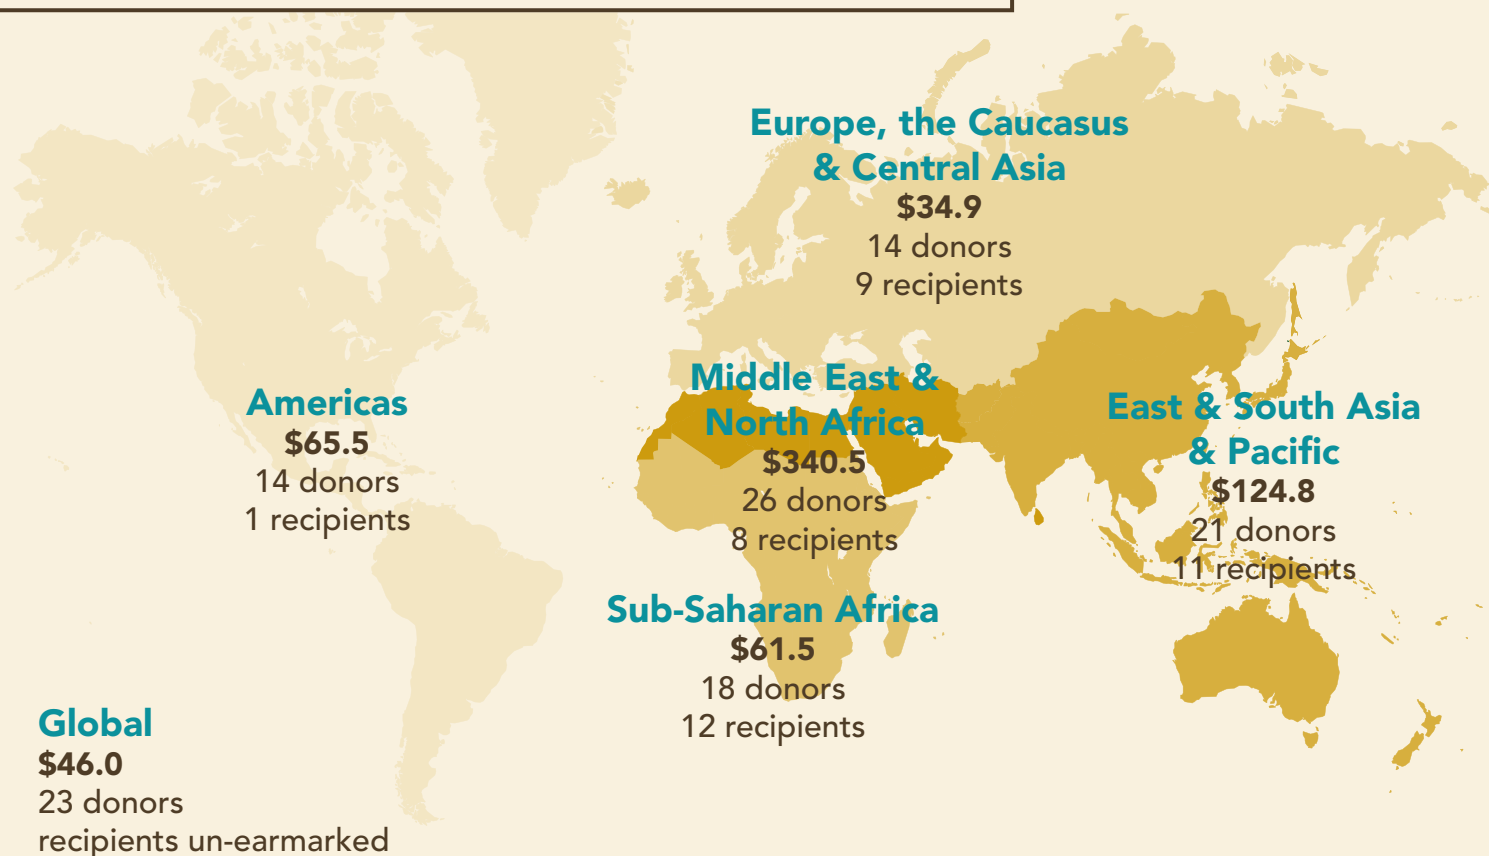 Europe, the Caucasus
& Central Asia
$34.9
14 donors
9 recipients
Americas
$65.5
14 donors
1 recipients
Middle East &
North Africa
$340.5
26 donors
8 recipients
East & South Asia
& Pacific
$124.8
21 donors
11 recipients
Sub-Saharan Africa
$61.5
18 donors
12 recipients
Global
$46.0
23 donors
recipients un-earmarked